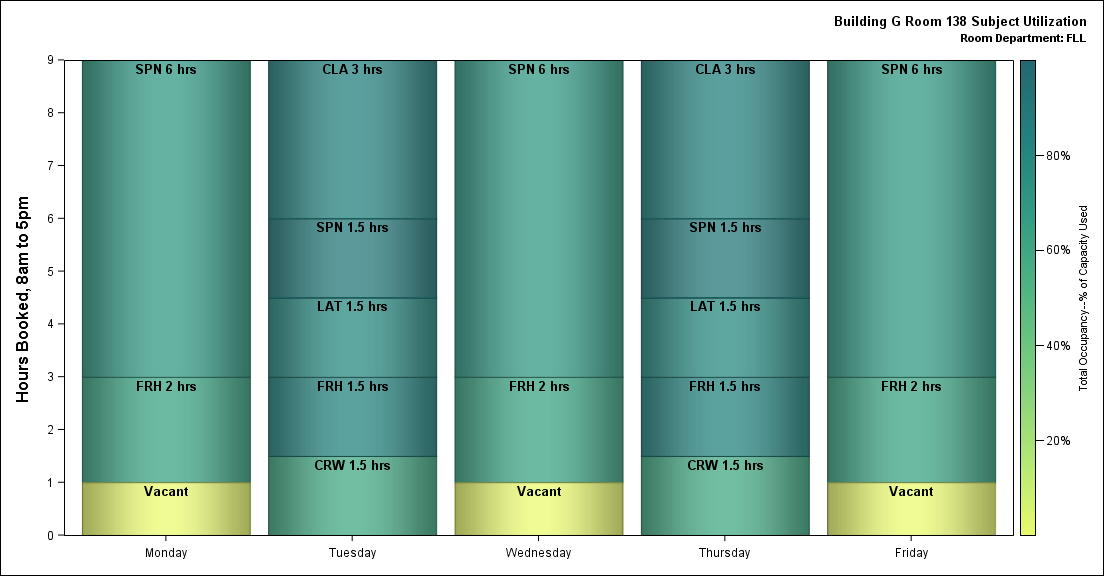 Building G Room 138 Subject Utilization
Room Department: FLL
Hours Booked, 8am to 5pm
9
8
7
6
5
4
3
2
1
0
SPN 6 hrs
FRH 2 hrs
Vacant
CLA 3 hrs
SPN 1.5 hrs
LAT 1.5 hrs
FRH 1.5 hrs
CRW 1.5 hrs
SPN 6 hrs
FRH 2 hrs
Vacant
CLA 3 hrs
SPN 1.5 hrs
LAT 1.5 hrs
FRH 1.5 hrs
CRW 1.5 hrs
SPN 6 hrs
FRH 2 hrs
Vacant
Monday
Tuesday
Wednesday
Thursday
Friday
80%
60%
40%
20%
Total Occupancy--% of Capacity Used